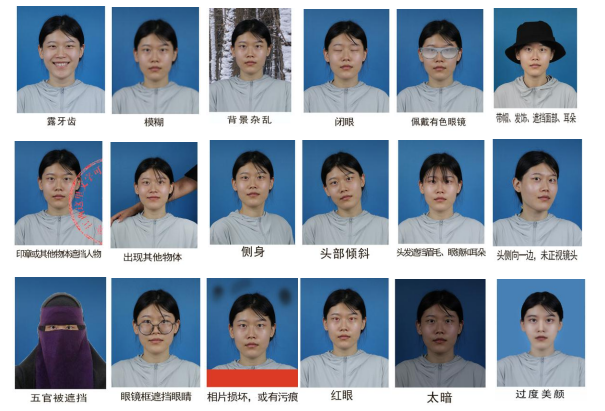 露牙齿
模糊
背景杂乱
闭眼
佩戴有色眼镜
带帽、发饰、遮挡面部、耳朵
印章或其他物体遮挡人物
出现其他物体
侧身
头部倾斜
头发遮挡眉毛、眼镜和耳朵
头侧向一边，未正视镜头
五官被遮挡
眼镜框遮挡眼睛
相片损坏，或有污痕
红眼
太暗
过度美颜